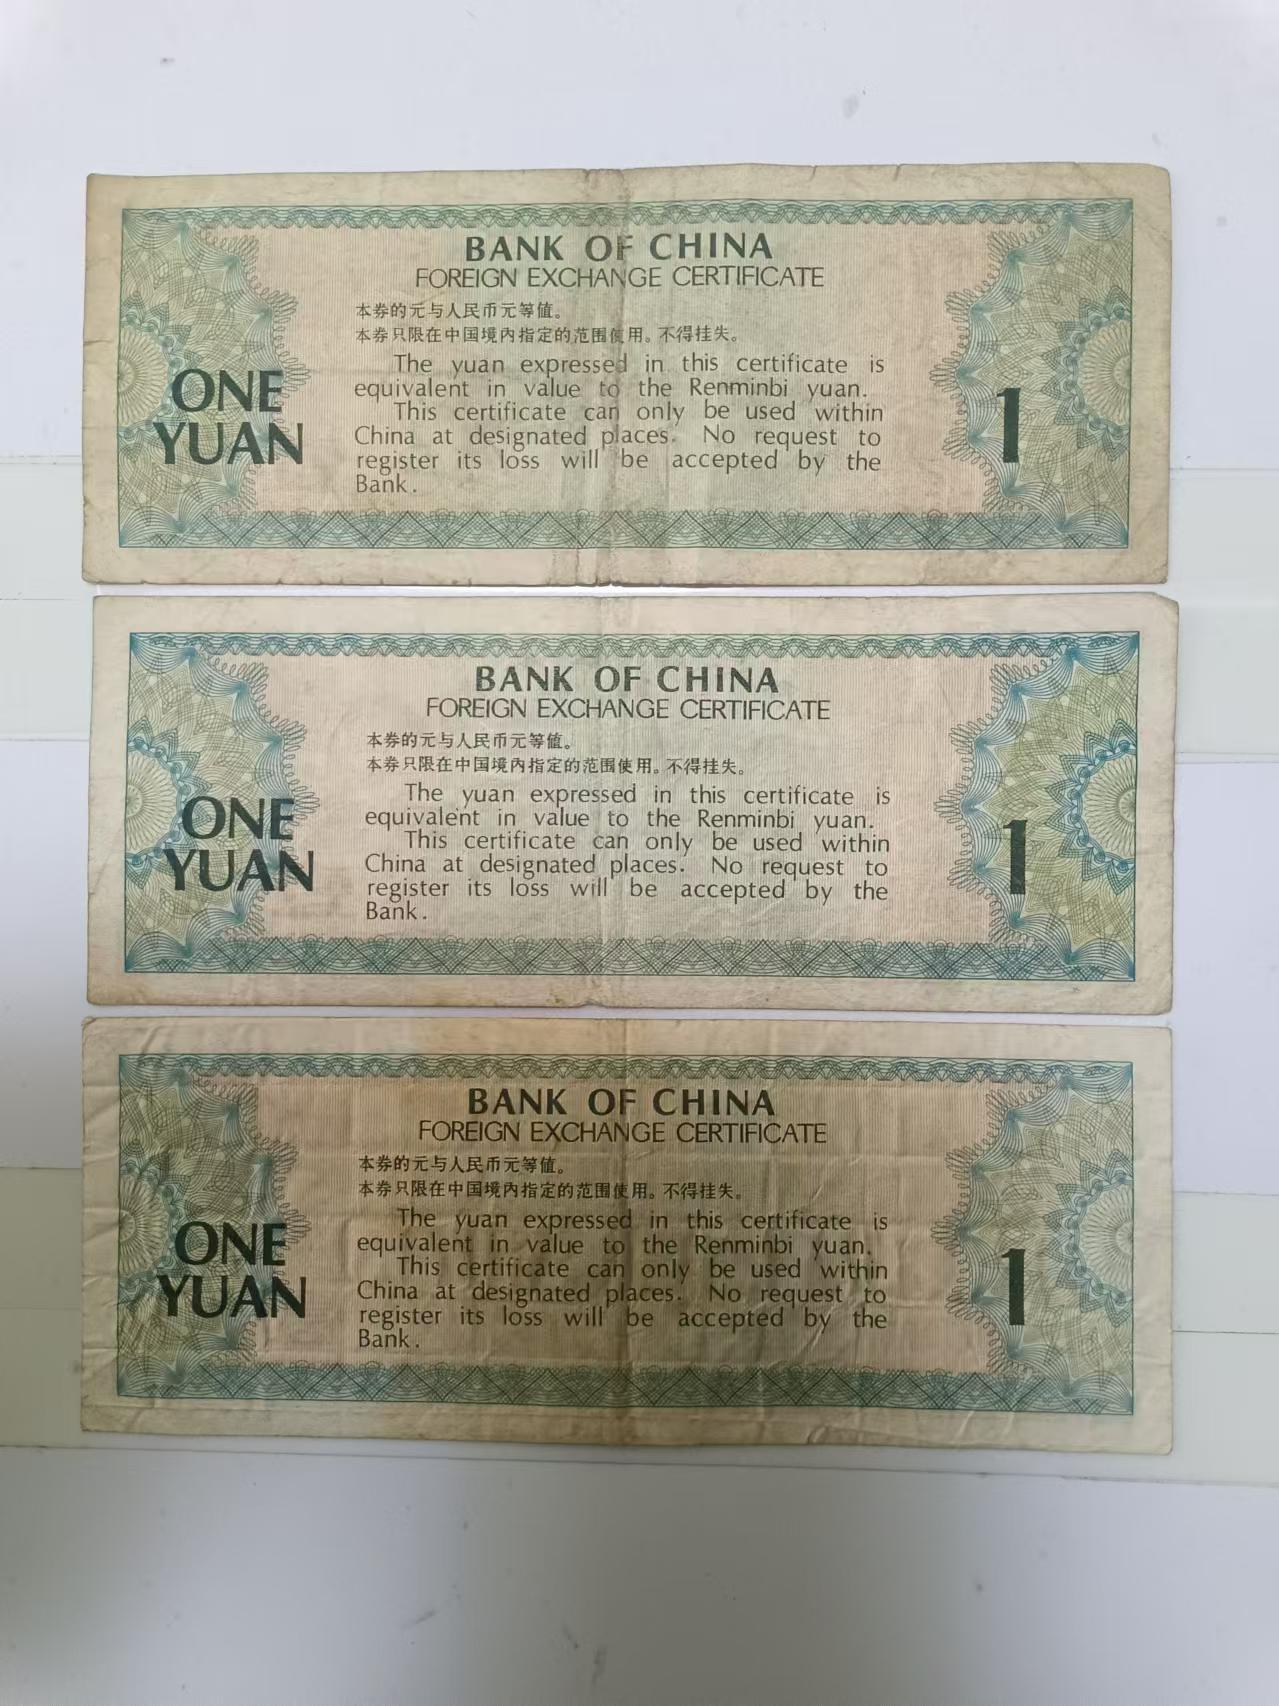 BANK OF CHINA
FOREIGN EXCHANGE CERTIFICATE
本券的元与人民币元等值。
本券只限在中国境内指定的范围使用。不得挂失。
The yuan expressed in this certificate is
equivalent in value to the Renminbi yuan.
This certificate can only be used within
China at designated places. No request to
register its loss will be accepted by the
Bank.
ONE
YUAN
1
BANK OF CHINA
FOREIGN EXCHANGE CERTIFICATE
本券的元与人民币元等值。
本券只限在中国境内指定的范围使用。不得挂失。
The yuan expressed in this certificate is
equivalent in value to the Renminbi yuan.
This certificate can only be used within
China at designated places. No request to
register its loss will be accepted by the
Bank.
ONE
YUAN
1
BANK OF CHINA
FOREIGN EXCHANGE CERTIFICATE
本券的元与人民币元等值。
本券只限在中国境内指定的范围使用。不得挂失。
The yuan expressed in this certificate is
equivalent in value to the Renminbi yuan.
This certificate can only be used within
China at designated places. No request to
register its loss will be accepted by the
Bank.
ONE
YUAN
1